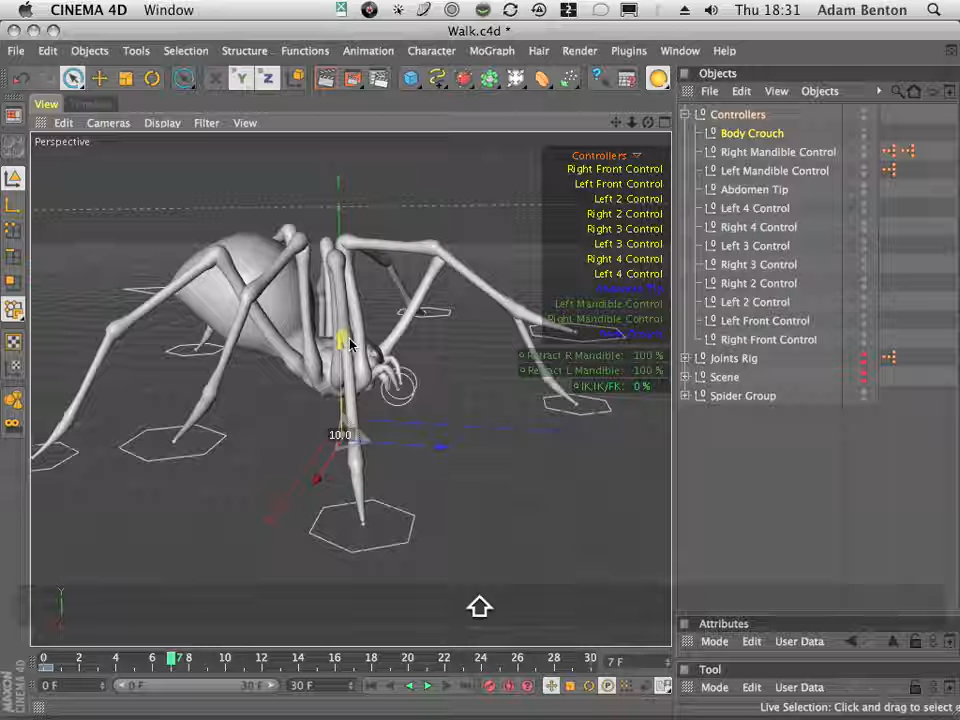 CINEMA 4D Window Thu 18:31 Adam Benton
Walk.c4d *
File Edit Objects Tools Selection Structure Functions Animation Character MoGraph Hair Render Plugins Window Help
Objects
File Edit View Objects
View Timeline
Edit Cameras Display Filter View
Perspective
Controllers
Right Front Control
Left Front Control
Left 2 Control
Right 2 Control
Right 3 Control
Left 3 Control
Right 4 Control
Left 4 Control
Abdomen Tip
Left Mandible Control
Right Mandible Control
Retract R Mandible: 100 %
Retract L Mandible: 100 %
IK/FK: 0 %
10.0
Controllers
Body Crouch
Right Mandible Control
Left Mandible Control
Abdomen Tip
Left 4 Control
Right 4 Control
Left 3 Control
Right 3 Control
Right 2 Control
Left 2 Control
Left Front Control
Right Front Control
Joints Rig
Scene
Spider Group
Y
0 2 4 6 7 8 10 12 14 16 18 20 22 24 26 28 30 7 F
0 F 0 F 30 F 30 F
Attributes
Mode Edit User Data
Tool
Mode Edit User Data
Live Selection: Click and drag to select e
MAXON
CINEMA 4D